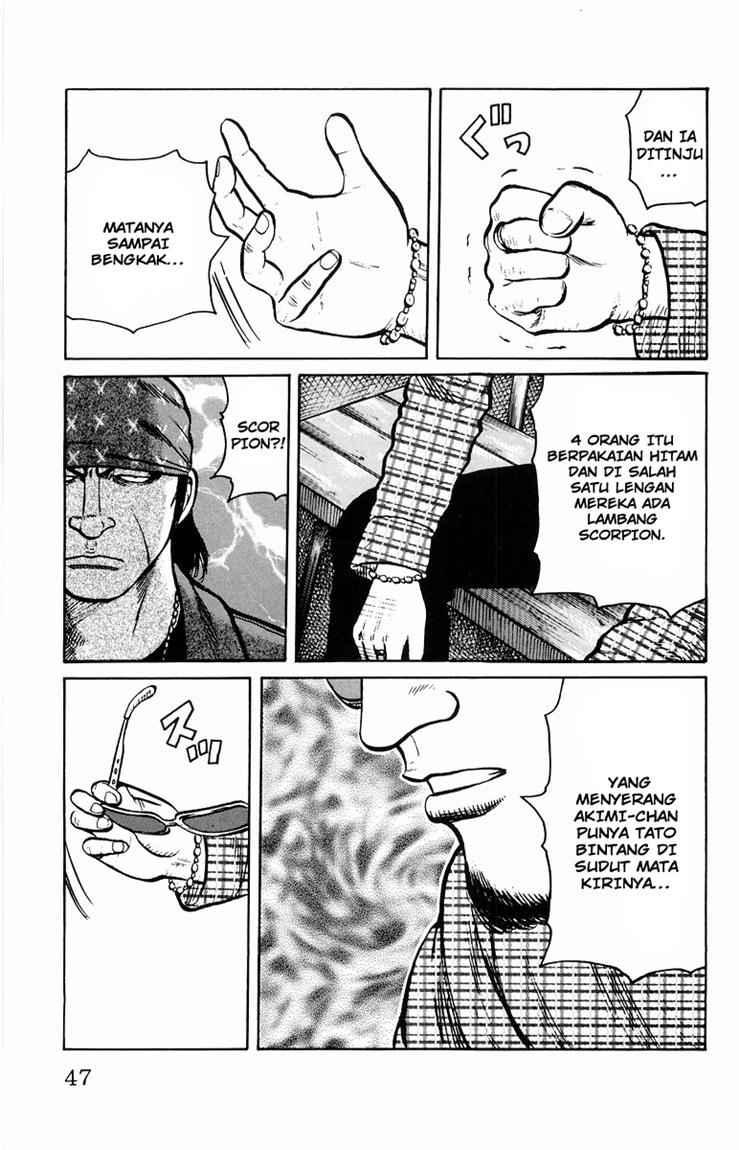 DAN IA
DITINJU
...
ぐっ
MATANYA
SAMPAI
BENGKAK...
4 ORANG ITU
BERPAKAIAN HITAM
DAN DI SALAH
SATU LENGAN
MEREKA ADA
LAMBANG
SCORPION.
SCOR
PION?!
YANG
MENYERANG
AKIMI-CHAN
PUNYA TATO
BINTANG DI
SUDUT MATA
KIRINYA...
スッ
47